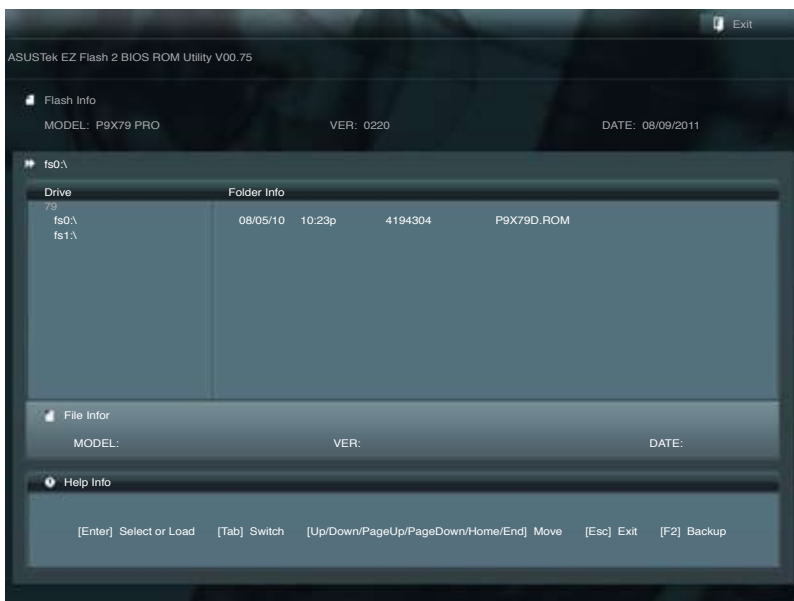 Exit
ASUSTek EZ Flash 2 BIOS ROM Utility V00.75
Flash Info
MODEL: P9X79 PRO VER: 0220 DATE: 08/09/2011
fs0:\
Drive Folder Info
79
fs0:\ 08/05/10 10:23p 4194304 P9X79D.ROM
fs1:\
File Infor
MODEL: VER: DATE:
Help Info
[Enter] Select or Load [Tab] Switch [Up/Down/PageUp/PageDown/Home/End] Move [Esc] Exit [F2] Backup